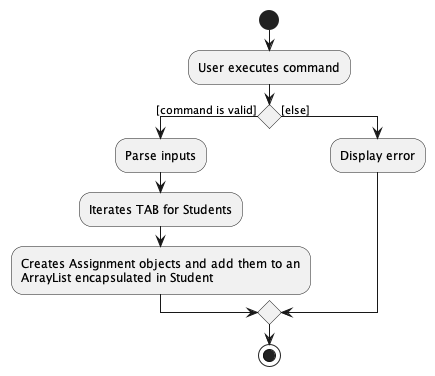 User executes command
[command is valid]
[else]
Parse inputs
Display error
Iterates TAB for Students
Creates Assignment objects and add them to an
ArrayList encapsulated in Student